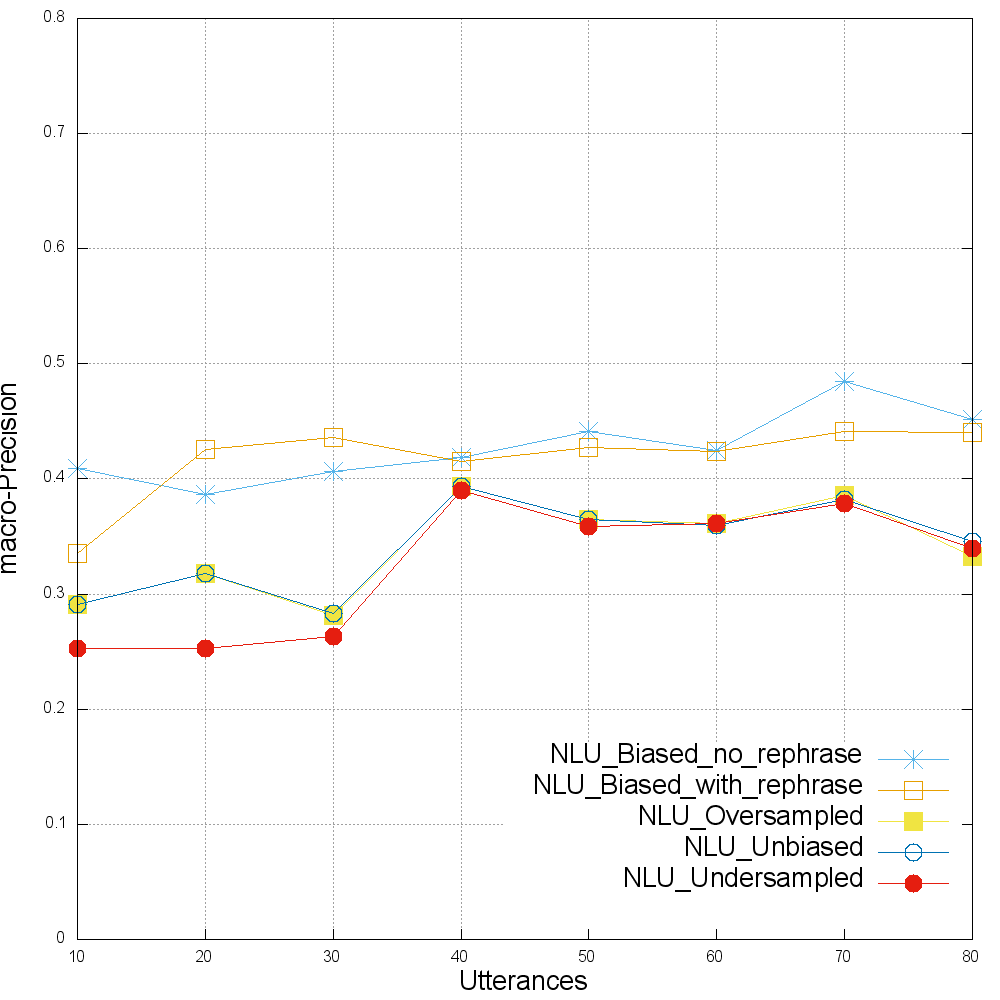 0.8
0.7
0.6
0.5
0.4
0.3
0.2
0.1
0
macro-Precision
NLU_Biased_no_rephrase
NLU_Biased_with_rephrase
NLU_Oversampled
NLU_Unbiased
NLU_Undersampled
10 20 30 40 50 60 70 80
Utterances